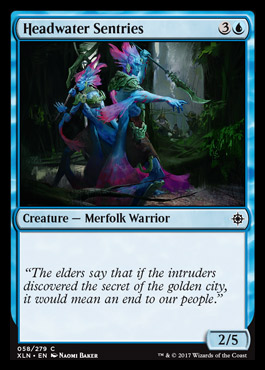 Headwater Sentries 3
Creature — Merfolk Warrior
“The elders say that if the intruders
discovered the secret of the golden city,
it would mean an end to our people.”
2/5
058/279 C
XLN • EN Naomi Baker
™ & © 2017 Wizards of the Coast